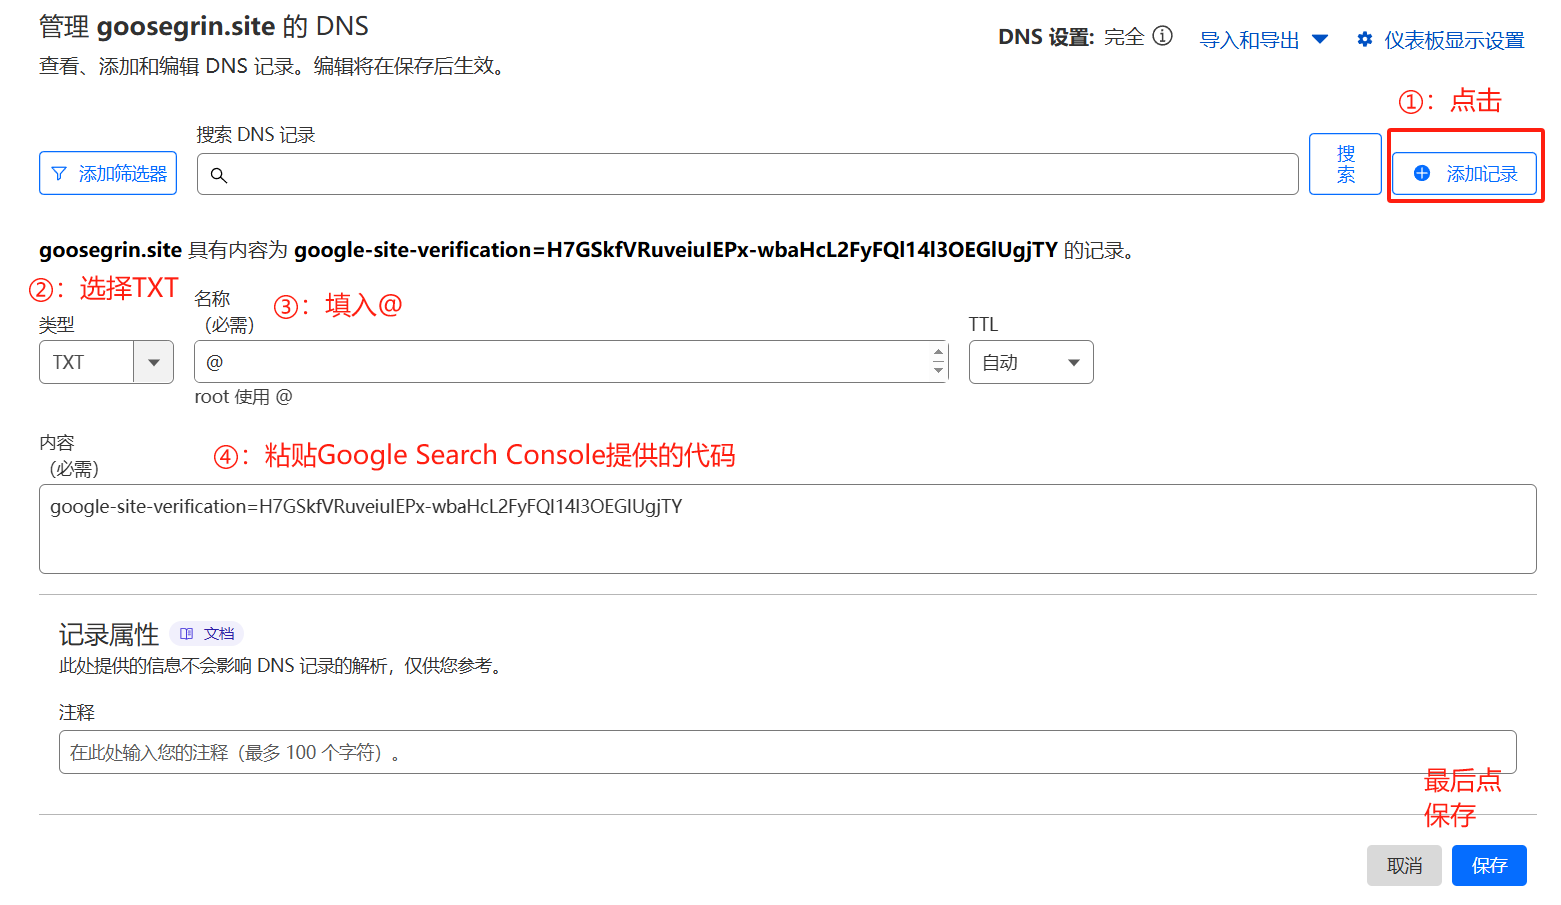 管理 goosegrin.site 的 DNS
DNS 设置: 完全
导入和导出
仪表板显示设置
查看、添加和编辑 DNS 记录。编辑将在保存后生效。
①：点击
搜索 DNS 记录
添加筛选器
搜索
添加记录
goosegrin.site 具有内容为 google-site-verification=H7GSkfVRuveiuIEPx-wbaHcL2FyFQl14l3OEGlUgjTY 的记录。
②：选择TXT
③：填入@
类型
名称
（必需）
TTL
TXT
@
自动
root 使用 @
内容
（必需）
④：粘贴Google Search Console提供的代码
google-site-verification=H7GSkfVRuveiuIEPx-wbaHcL2FyFQl14l3OEGlUgjTY
记录属性
文档
此处提供的信息不会影响 DNS 记录的解析，仅供您参考。
注释
在此处输入您的注释（最多 100 个字符）。
最后点
保存
取消
保存